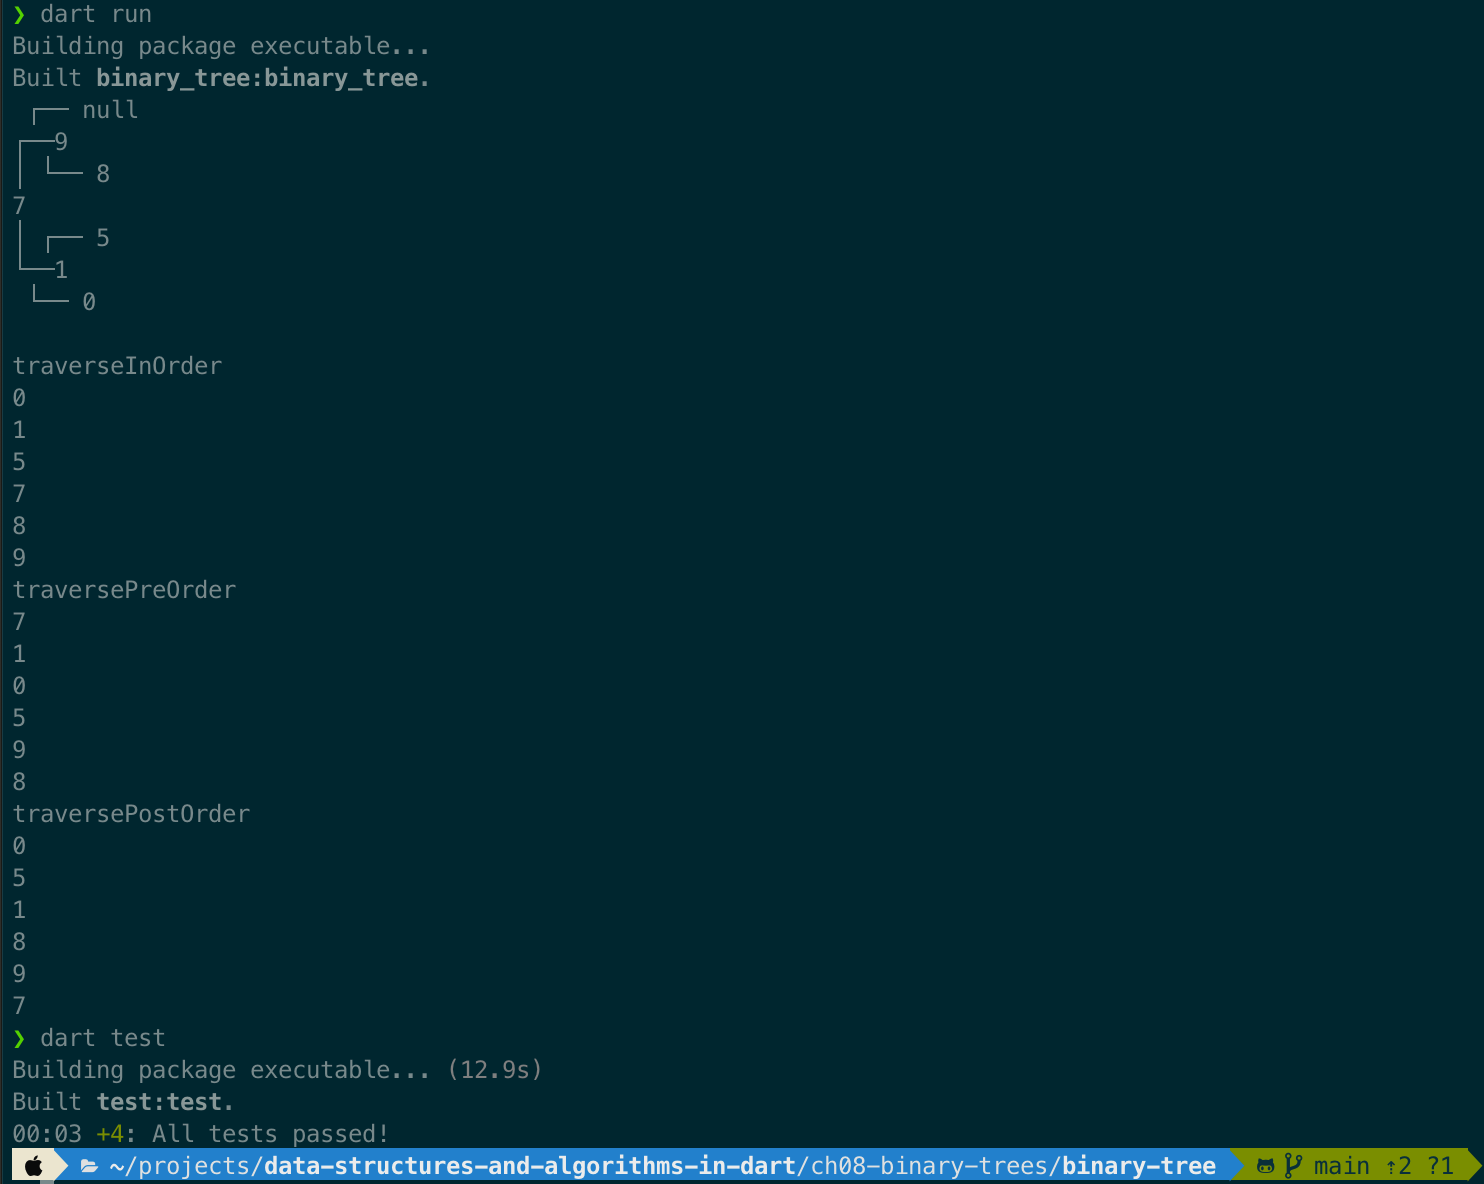 ❯ dart run
Building package executable...
Built binary_tree:binary_tree.
 ┌── null
┌──9
│ └── 8
7
│ ┌── 5
└──1
 └── 0
traverseInOrder
0
1
5
7
8
9
traversePreOrder
7
1
0
5
9
8
traversePostOrder
0
5
1
8
9
7
❯ dart test
Building package executable... (12.9s)
Built test:test.
00:03 +4: All tests passed!
~/projects/data-structures-and-algorithms-in-dart/ch08-binary-trees/binary-tree main ⇡2 ?1